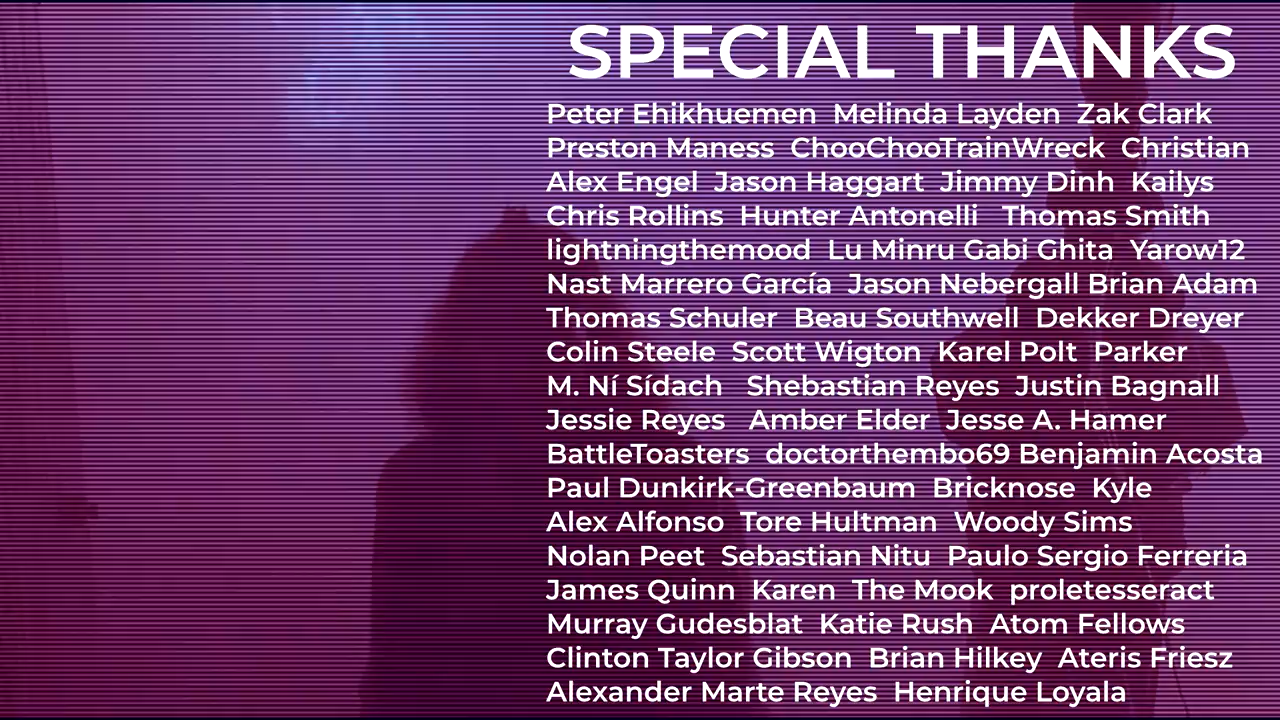 SPECIAL THANKS
Peter Ehikhuemen Melinda Layden Zak Clark
Preston Maness ChooChooTrainWreck Christian
Alex Engel Jason Haggart Jimmy Dinh Kailys
Chris Rollins Hunter Antonelli Thomas Smith
lightningthemood Lu Minru Gabi Ghita Yarow12
Nast Marrero García Jason Nebergall Brian Adam
Thomas Schuler Beau Southwell Dekker Dreyer
Colin Steele Scott Wigton Karel Polt Parker
M. Ní Sídach Shebastian Reyes Justin Bagnall
Jessie Reyes Amber Elder Jesse A. Hamer
BattleToasters doctorthembo69 Benjamin Acosta
Paul Dunkirk-Greenbaum Bricknose Kyle
Alex Alfonso Tore Hultman Woody Sims
Nolan Peet Sebastian Nitu Paulo Sergio Ferreria
James Quinn Karen The Mook proletesseract
Murray Gudesblat Katie Rush Atom Fellows
Clinton Taylor Gibson Brian Hilkey Ateris Friesz
Alexander Marte Reyes Henrique Loyala